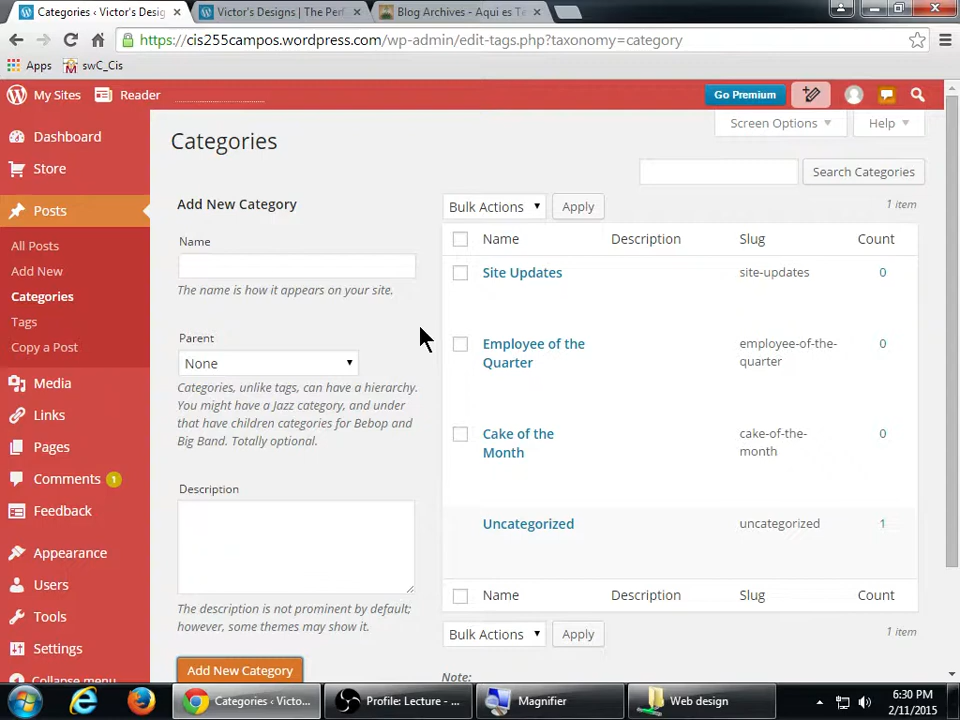 Categories ‹ Victor's Desig
Victor's Designs | The Perf
Blog Archives - Aqui es Te
https://cis255campos.wordpress.com/wp-admin/edit-tags.php?taxonomy=category
Apps
swC_Cis
My Sites
Reader
Go Premium
Dashboard
Store
Posts
All Posts
Add New
Categories
Tags
Copy a Post
Media
Links
Pages
Comments 1
Feedback
Appearance
Users
Tools
Settings
Collapse menu
Screen Options
Help
Categories
Search Categories
Add New Category
Name
The name is how it appears on your site.
Parent
None
Categories, unlike tags, can have a hierarchy.
You might have a Jazz category, and under
that have children categories for Bebop and
Big Band. Totally optional.
Description
The description is not prominent by default;
however, some themes may show it.
Add New Category
Bulk Actions
Apply
1 item
Name Description Slug Count
Site Updates site-updates 0
Employee of the employee-of-the- 0
Quarter quarter
Cake of the cake-of-the- 0
Month month
Uncategorized uncategorized 1
Name Description Slug Count
Bulk Actions
Apply
1 item
Note:
Categories ‹ Victo...
Profile: Lecture - ...
Magnifier
Web design
6:30 PM
2/11/2015